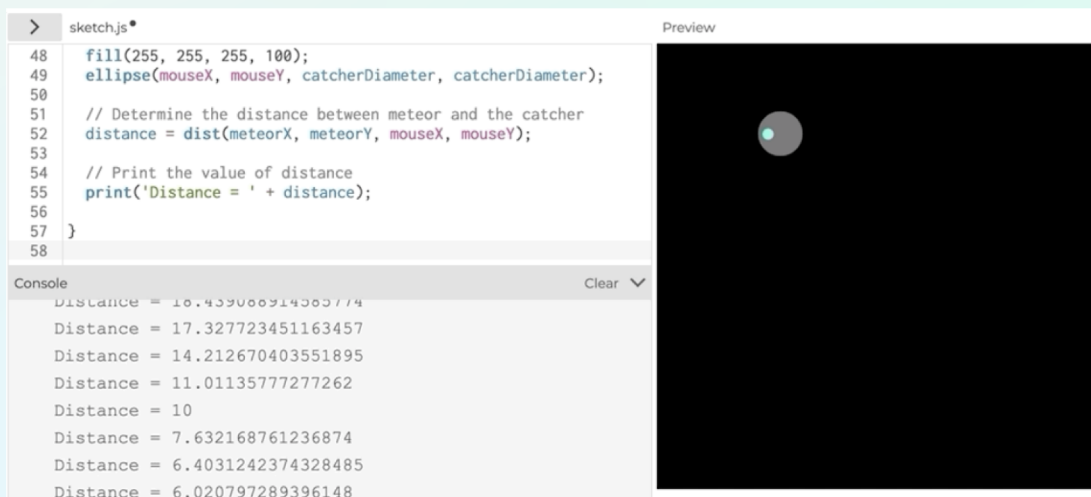 sketch.js•
Preview
48 fill(255, 255, 255, 100);
49 ellipse(mouseX, mouseY, catcherDiameter, catcherDiameter);
50
51 // Determine the distance between meteor and the catcher
52 distance = dist(meteorX, meteorY, mouseX, mouseY);
53
54 // Print the value of distance
55 print('Distance = ' + distance);
56
57 }
58
Console
Clear
Distance = 18.439088914585774
Distance = 17.327723451163457
Distance = 14.212670403551895
Distance = 11.01135777277262
Distance = 10
Distance = 7.632168761236874
Distance = 6.4031242374328485
Distance = 6.020797289396148